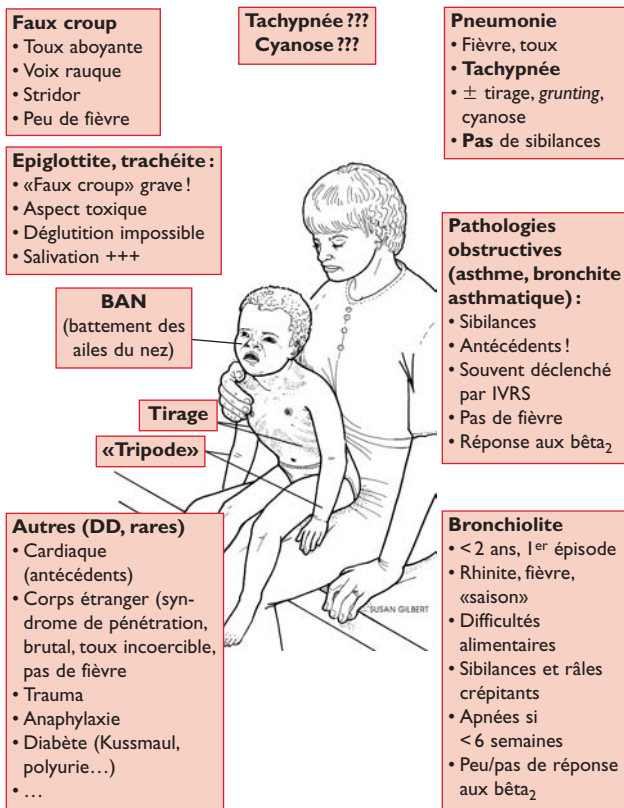 Faux croup
• Toux aboyante
• Voix rauque
• Stridor
• Peu de fièvre
Tachypnée ???
Cyanose ???
Pneumonie
• Fièvre, toux
• Tachypnée
• ± tirage, grunting,
cyanose
• Pas de sibilances
Epiglottite, trachéite :
• «Faux croup» grave !
• Aspect toxique
• Déglutition impossible
• Salivation +++
Pathologies
obstructives
(asthme, bronchite
asthmatique) :
• Sibilances
• Antécédents !
• Souvent déclenché
par IVRS
• Pas de fièvre
• Réponse aux bêta₂
BAN
(battement des
ailes du nez)
Tirage
«Tripode»
Autres (DD, rares)
• Cardiaque
(antécédents)
• Corps étranger (syn-
drome de pénétration,
brutal, toux incoercible,
pas de fièvre
• Trauma
• Anaphylaxie
• Diabète (Kussmaul,
polyurie…)
• …
SUSAN GILBERT
Bronchiolite
• < 2 ans, 1er épisode
• Rhinite, fièvre,
«saison»
• Difficultés
alimentaires
• Sibilances et râles
crépitants
• Apnées si
< 6 semaines
• Peu/pas de réponse
aux bêta₂